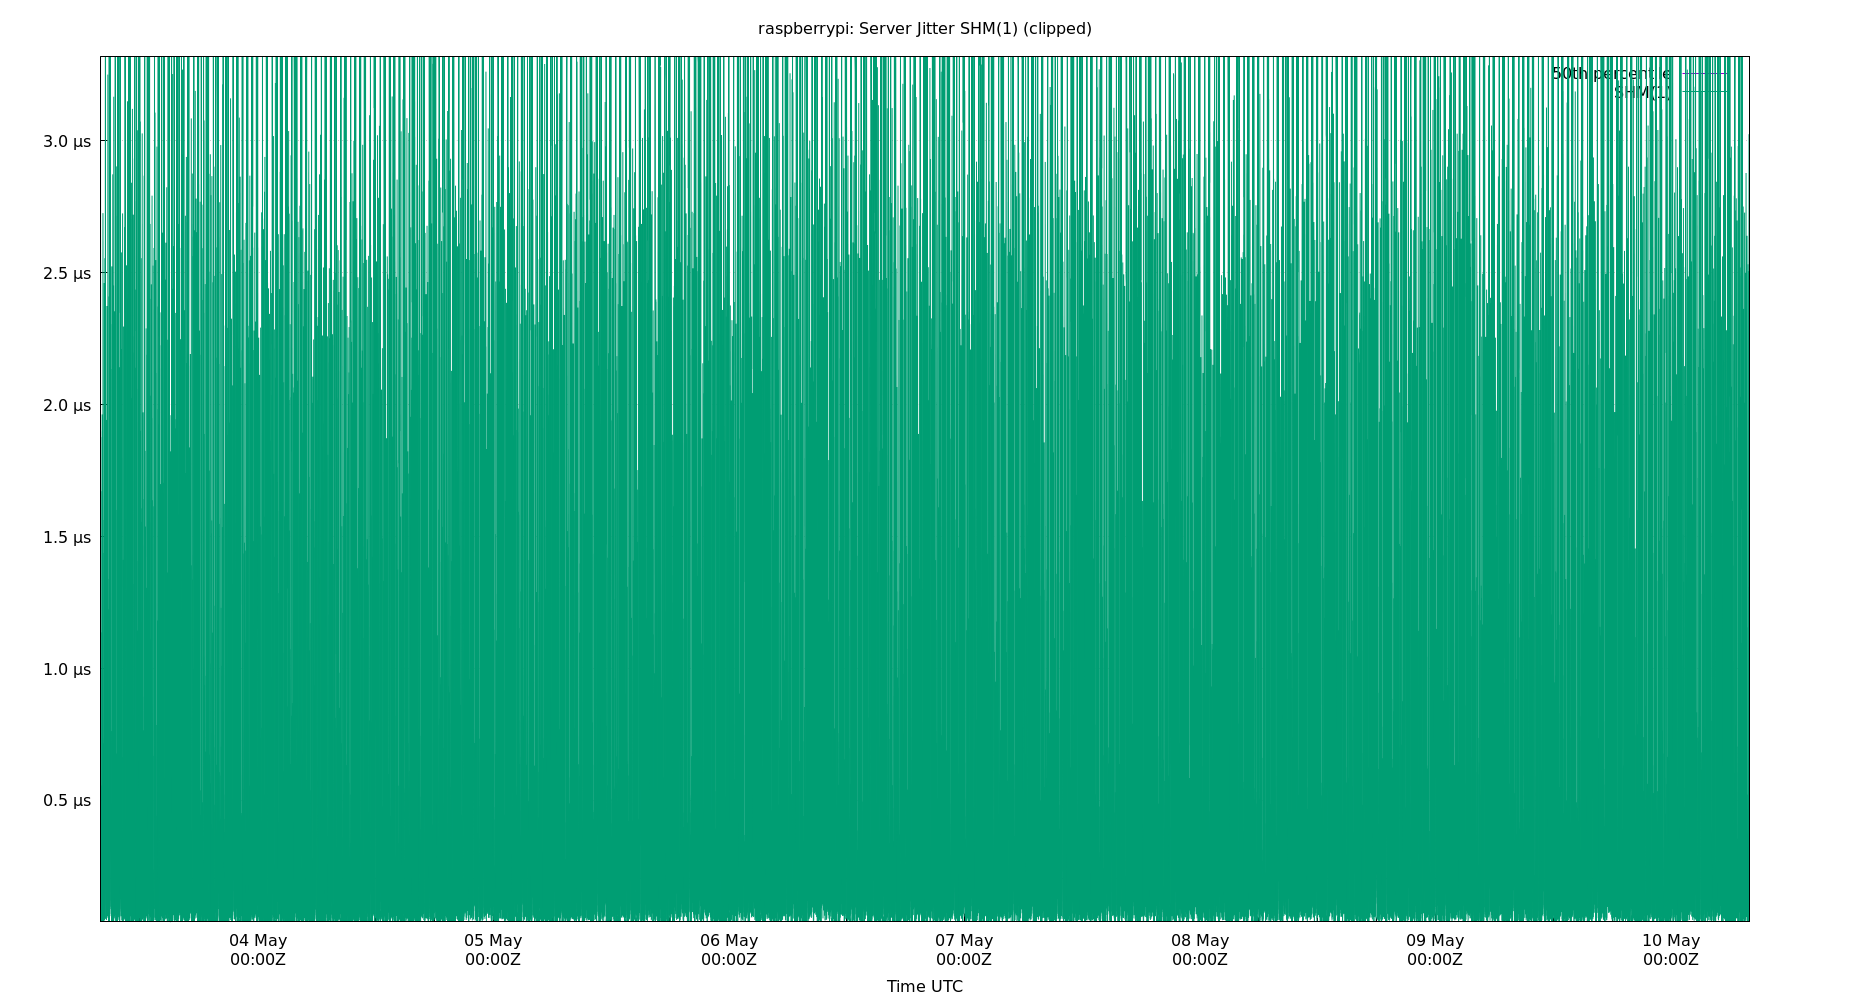 raspberrypi: Server Jitter SHM(1) (clipped)
50th percentile
SHM(1)
3.0 µs
2.5 µs
2.0 µs
1.5 µs
1.0 µs
0.5 µs
04 May 05 May 06 May 07 May 08 May 09 May 10 May
00:00Z 00:00Z 00:00Z 00:00Z 00:00Z 00:00Z 00:00Z
Time UTC